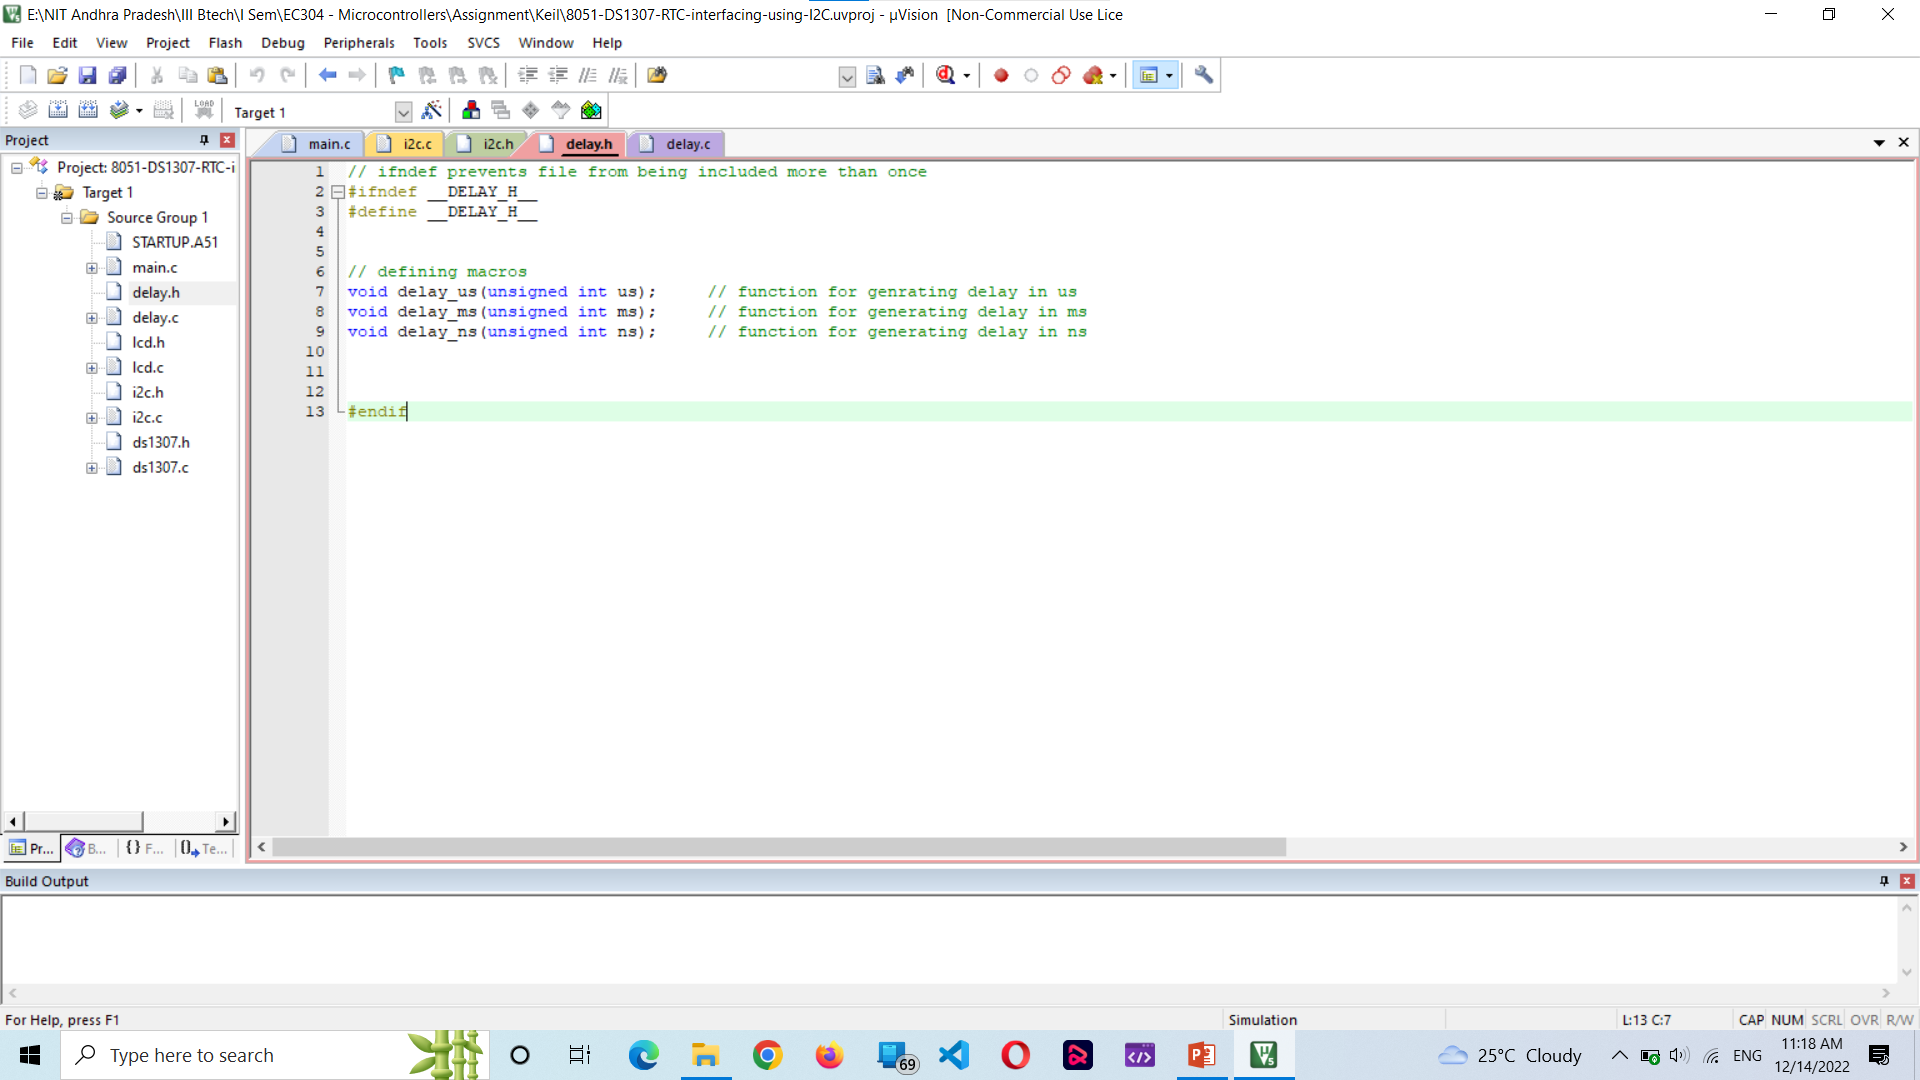 E:\NIT Andhra Pradesh\III Btech\I Sem\EC304 - Microcontrollers\Assignment\Keil\8051-DS1307-RTC-interfacing-using-I2C.uvproj - µVision  [Non-Commercial Use Lice
File Edit View Project Flash Debug Peripherals Tools SVCS Window Help
LOAD Target 1
Project
Project: 8051-DS1307-RTC-i
Target 1
Source Group 1
STARTUP.A51
main.c
delay.h
delay.c
lcd.h
lcd.c
i2c.h
i2c.c
ds1307.h
ds1307.c
Pr... B... {} F... Te...
main.c i2c.c i2c.h delay.h delay.c
1 // ifndef prevents file from being included more than once
2 #ifndef __DELAY_H__
3 #define __DELAY_H__
4
5
6 // defining macros
7 void delay_us(unsigned int us); // function for genrating delay in us
8 void delay_ms(unsigned int ms); // function for generating delay in ms
9 void delay_ns(unsigned int ns); // function for generating delay in ns
10
11
12
13 #endif
Build Output
For Help, press F1 Simulation L:13 C:7 CAP NUM SCRL OVR R/W
Type here to search 69 25°C Cloudy ENG 11:18 AM
12/14/2022